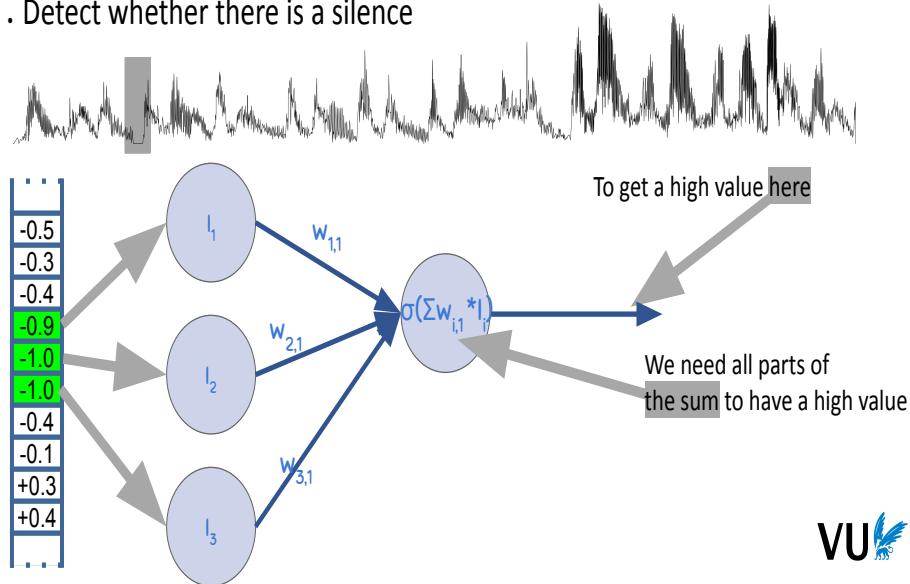 . Detect whether there is a silence
To get a high value here
-0.5
-0.3
-0.4
-0.9
-1.0
-1.0
-0.4
-0.1
+0.3
+0.4
I1
w1,1
σ(Σwi,1*Ii)
w2,1
I2
We need all parts of
the sum to have a high value
w3,1
I3
VU